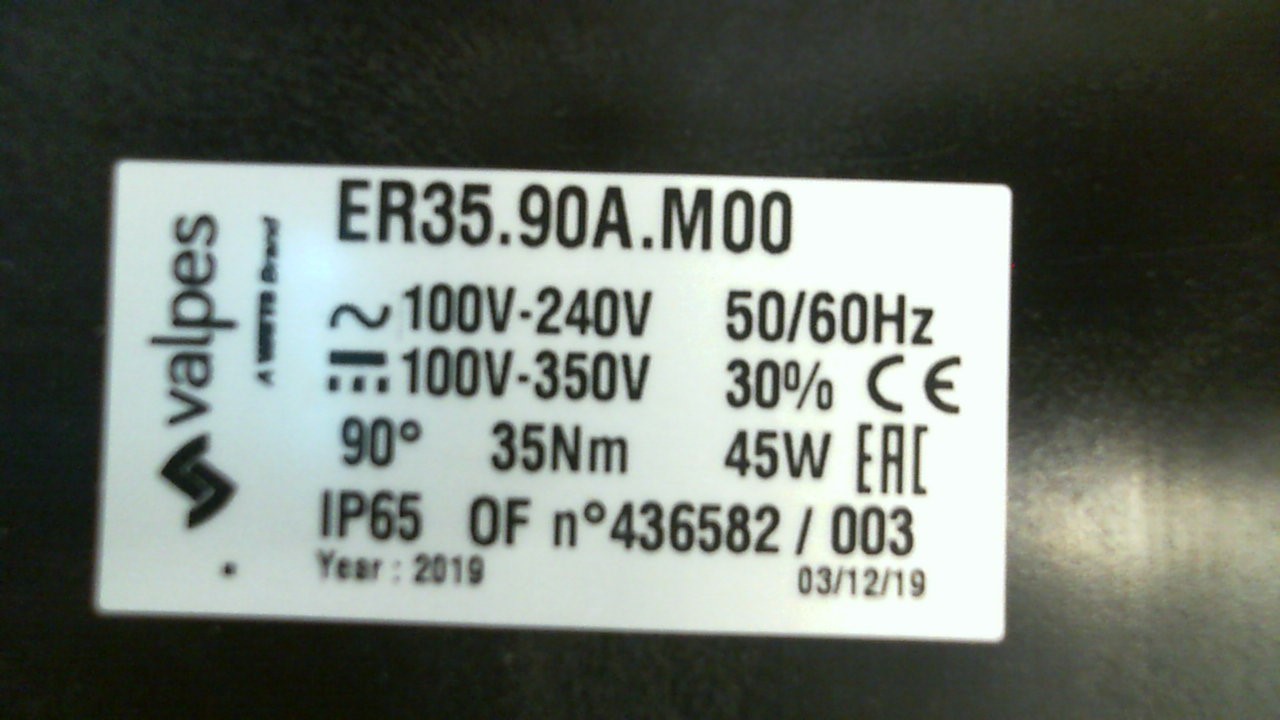 valpes
A WATTS Brand
ER35.90A.M00
100V-240V 50/60Hz
100V-350V 30% CE
90° 35Nm 45W EAC
IP65 OF n°436582 / 003
Year : 2019 03/12/19